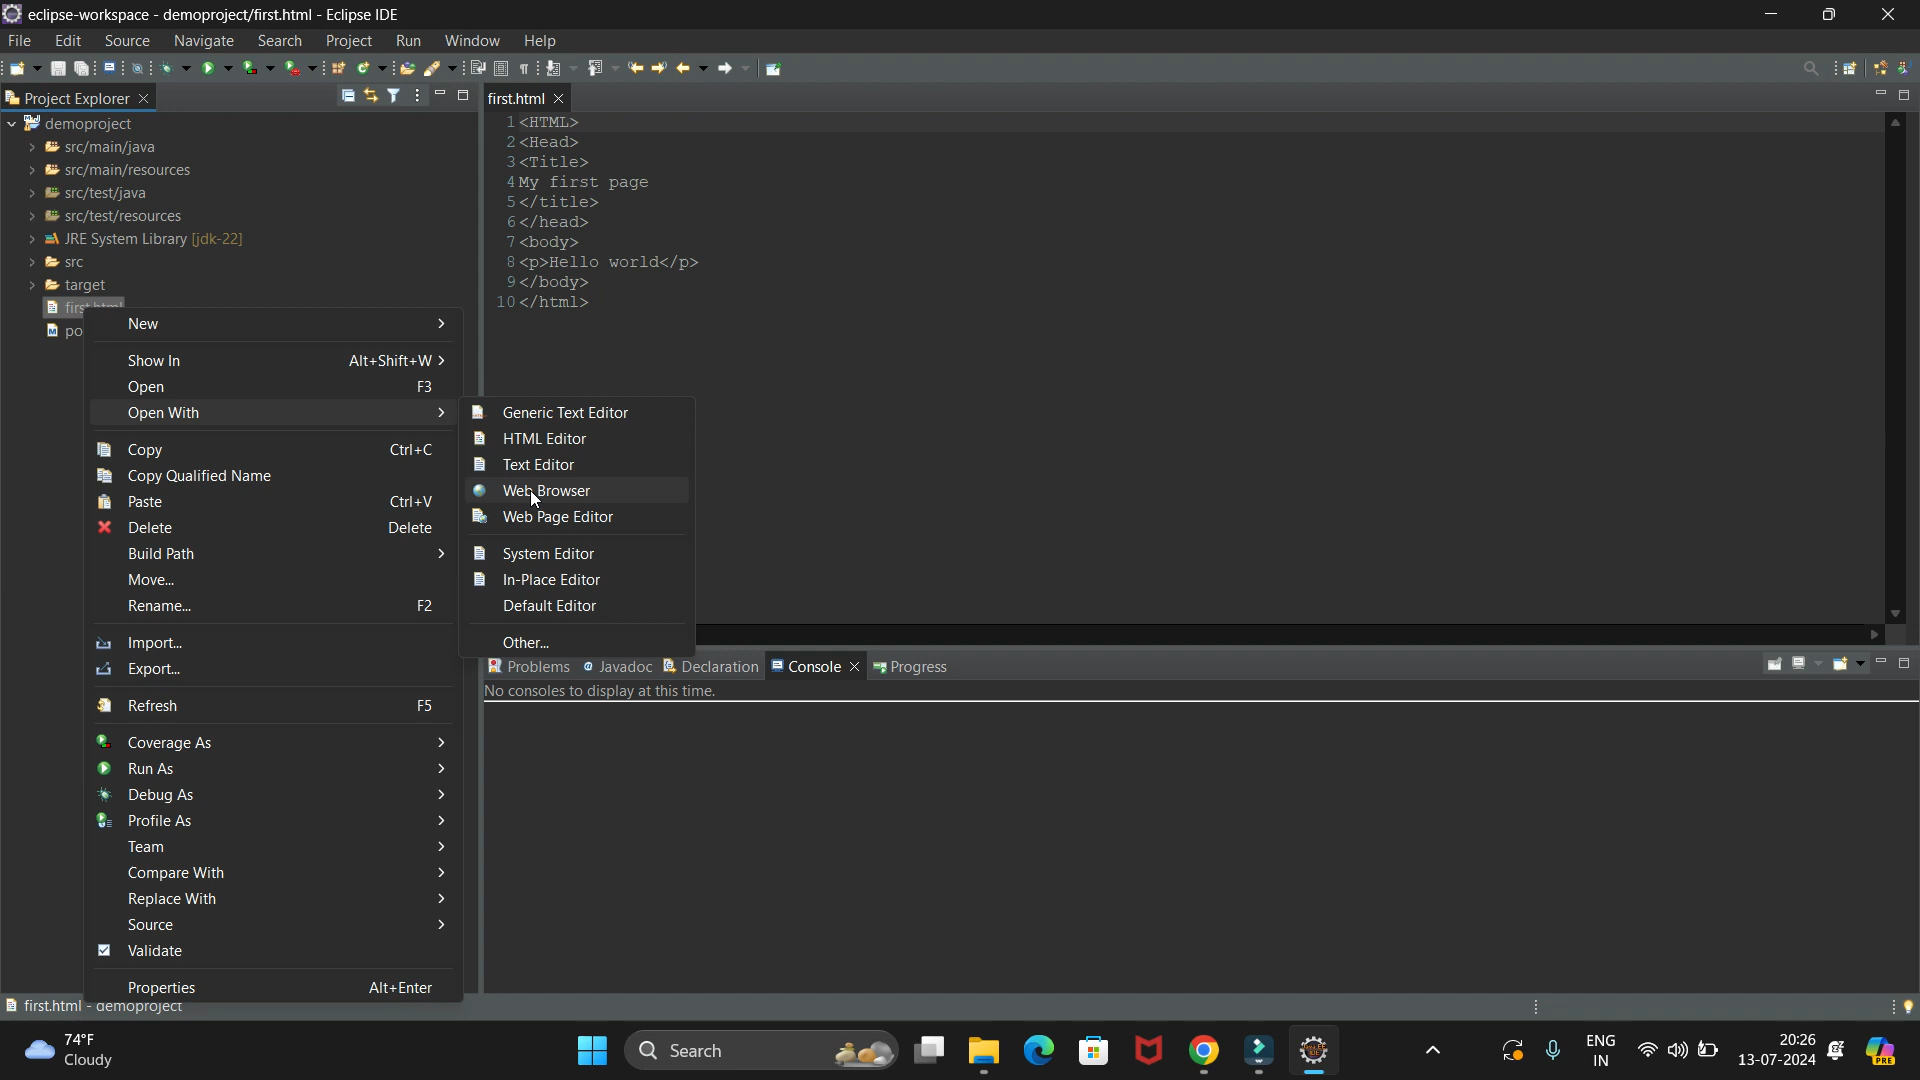 eclipse-workspace - demoproject/first.html - Eclipse IDE
File Edit Source Navigate Search Project Run Window Help
Project Explorer
first.html
demoproject
src/main/java
src/main/resources
src/test/java
src/test/resources
JRE System Library [jdk-22]
src
target
1 <HTML>
2 <Head>
3 <Title>
4 My first page
5 </title>
6 </head>
7 <body>
8 <p>Hello world</p>
9 </body>
10 </html>
New
Show In Alt+Shift+W
Open F3
Open With
Copy Ctrl+C
Copy Qualified Name
Paste Ctrl+V
Delete Delete
Build Path
Move...
Rename... F2
Import...
Export...
Refresh F5
Coverage As
Run As
Debug As
Profile As
Team
Compare With
Replace With
Source
Validate
Properties Alt+Enter
Generic Text Editor
HTML Editor
Text Editor
Web Browser
Web Page Editor
System Editor
In-Place Editor
Default Editor
Other...
Problems Javadoc Declaration Console Progress
No consoles to display at this time.
first.html - demoproject
74°F
Cloudy
Search
ENG
IN
20:26
13-07-2024
PRE